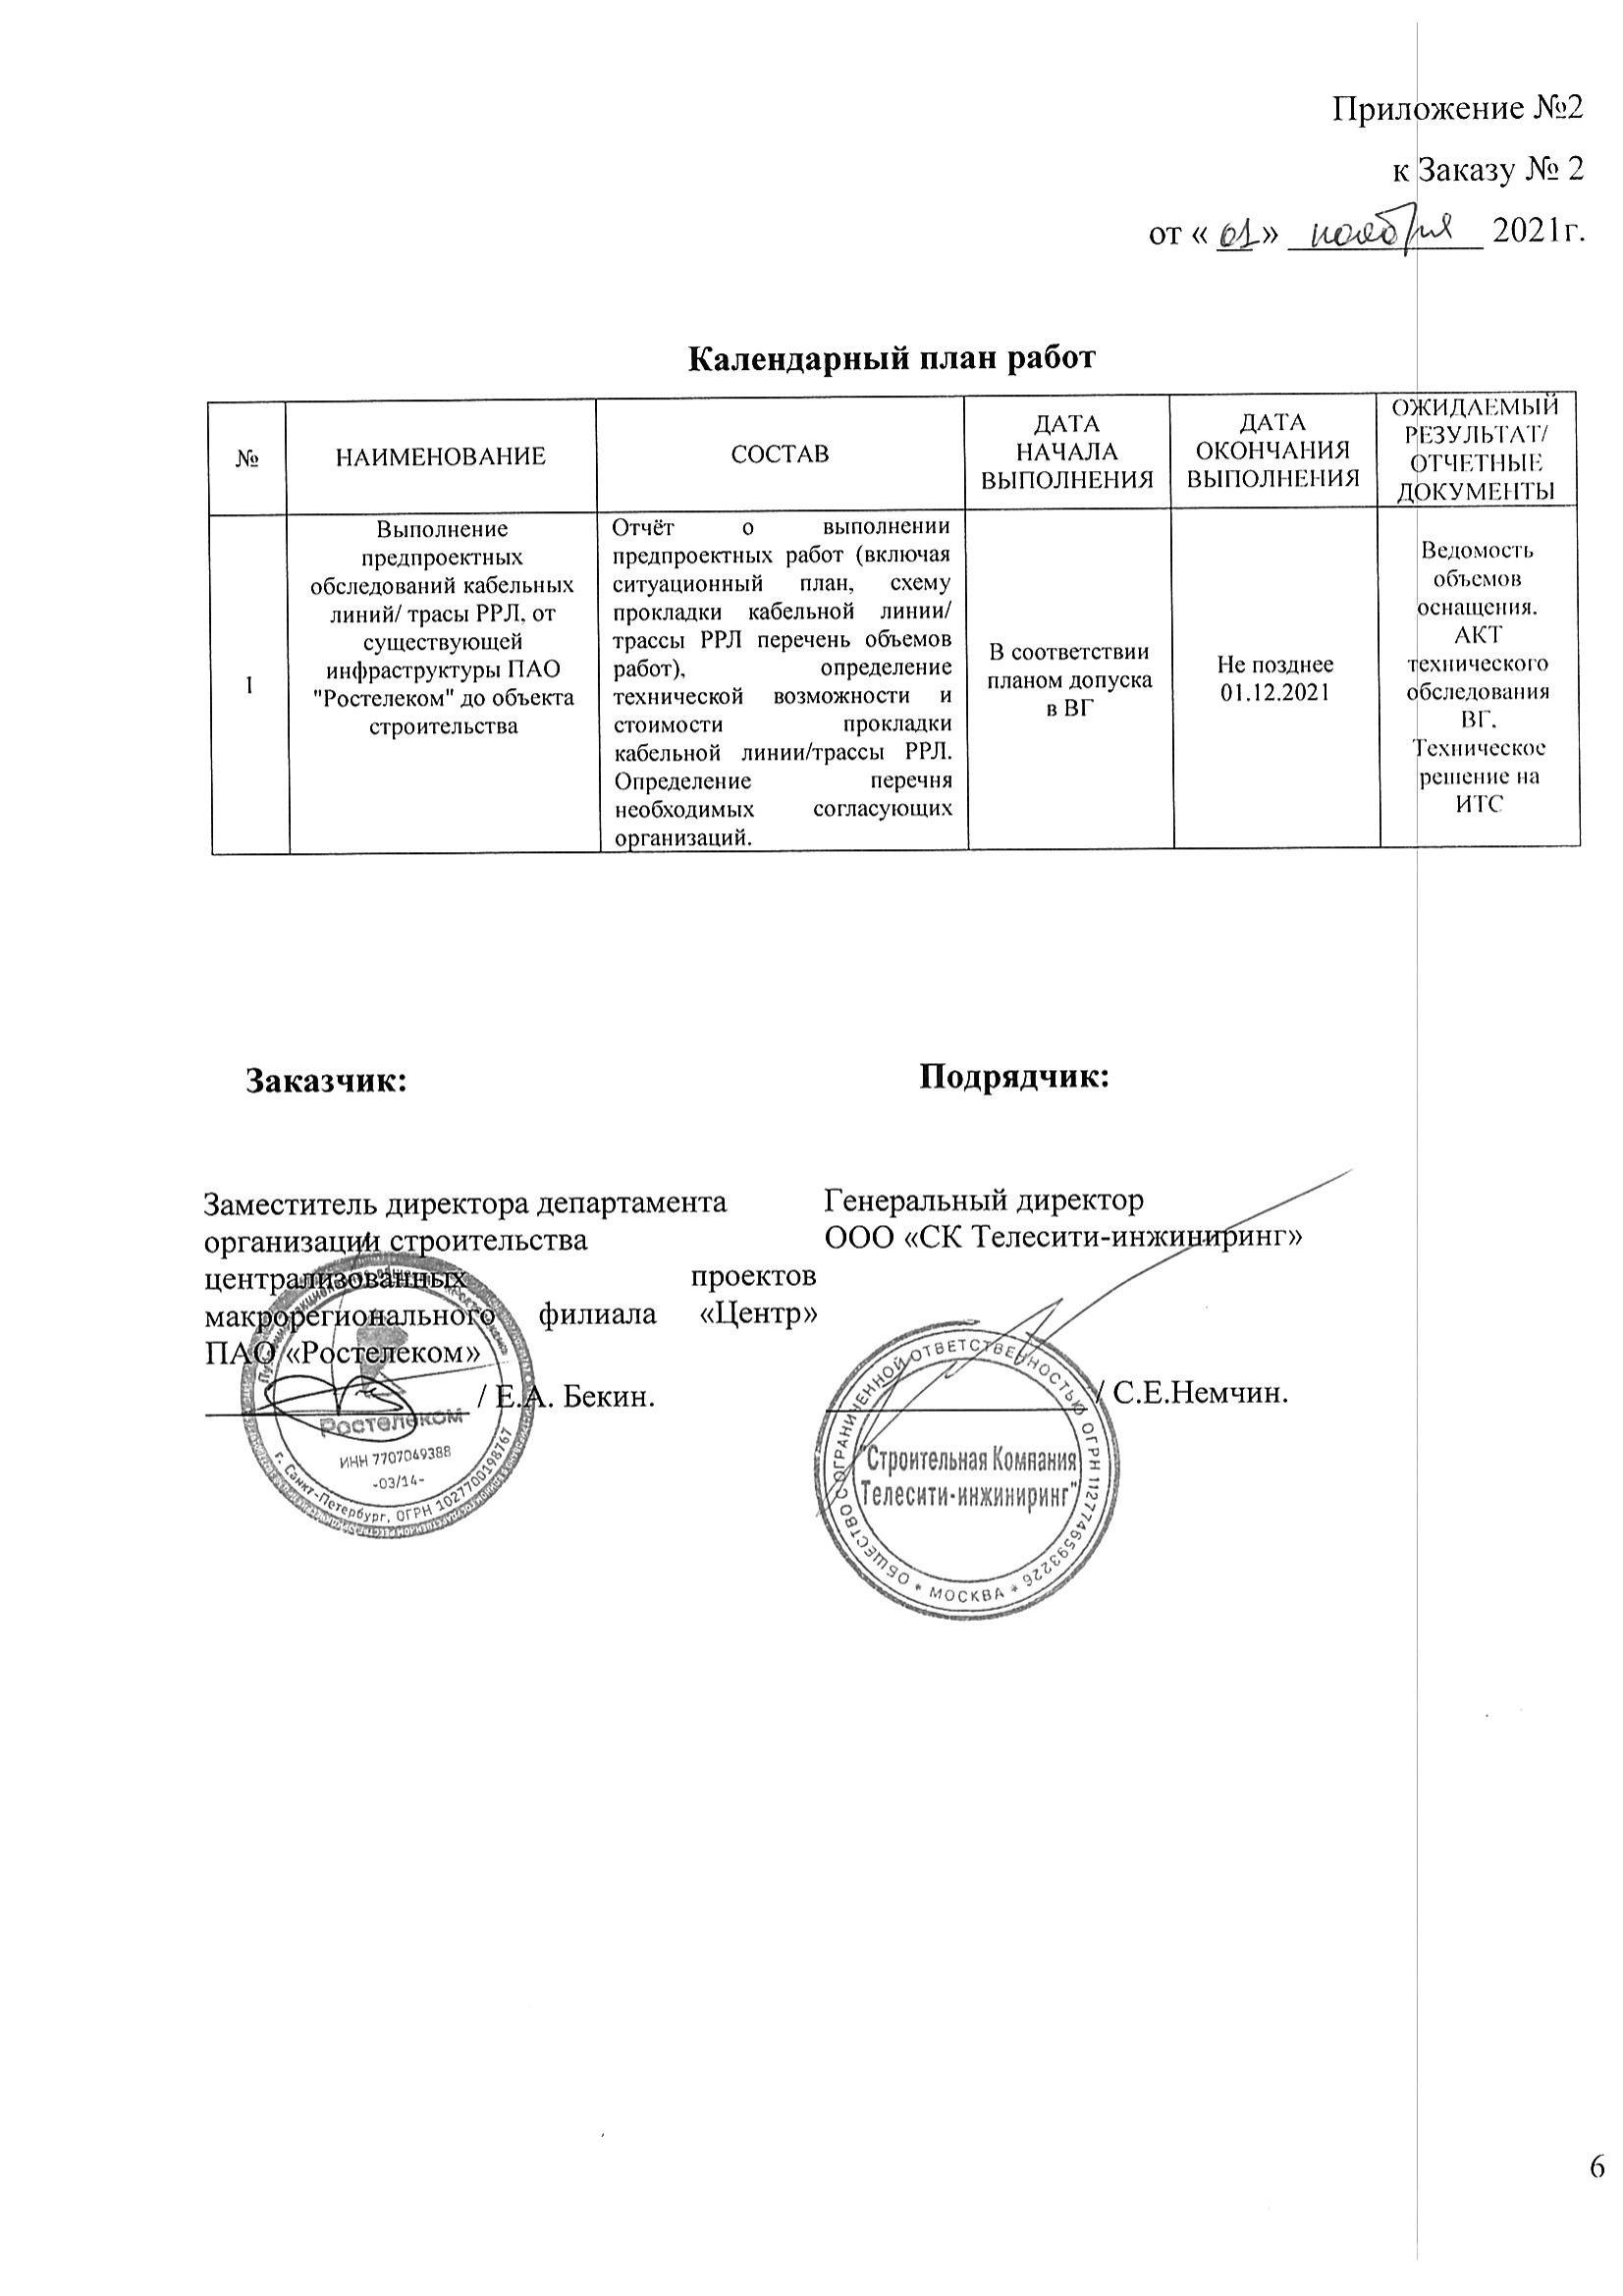 Приложение №2
к Заказу № 2
от « 01 » ноября 2021г.
Календарный план работ
№
НАИМЕНОВАНИЕ
СОСТАВ
ДАТА
НАЧАЛА
ВЫПОЛНЕНИЯ
ДАТА
ОКОНЧАНИЯ
ВЫПОЛНЕНИЯ
ОЖИДАЕМЫЙ
РЕЗУЛЬТАТ/
ОТЧЕТНЫЕ
ДОКУМЕНТЫ
1
Выполнение
предпроектных
обследований кабельных
линий/ трасы РРЛ, от
существующей
инфраструктуры ПАО
"Ростелеком" до объекта
строительства
Отчёт о выполнении
предпроектных работ (включая
ситуационный план, схему
прокладки кабельной линии/
трассы РРЛ перечень объемов
работ), определение
технической возможности и
стоимости прокладки
кабельной линии/трассы РРЛ.
Определение перечня
необходимых согласующих
организаций.
В соответствии
планом допуска
в ВГ
Не позднее
01.12.2021
Ведомость
объемов
оснащения.
АКТ
технического
обследования
ВГ.
Техническое
решение на
ИТС
Заказчик:
Подрядчик:
Заместитель директора департамента
организации строительства
централизованных проектов
макрорегионального филиала «Центр»
ПАО «Ростелеком»
/ Е.А. Бекин.
Генеральный директор
ООО «СК Телесити-инжиниринг»
/ С.Е.Немчин.
Ростелеком
ИНН 7707049388
-03/14-
г. Санкт-Петербург, ОГРН 1027700198767
ОБЩЕСТВО С ОГРАНИЧЕННОЙ ОТВЕТСТВЕННОСТЬЮ ОГРН 1127746593226
* МОСКВА *
"Строительная Компания
Телесити-инжиниринг"
6